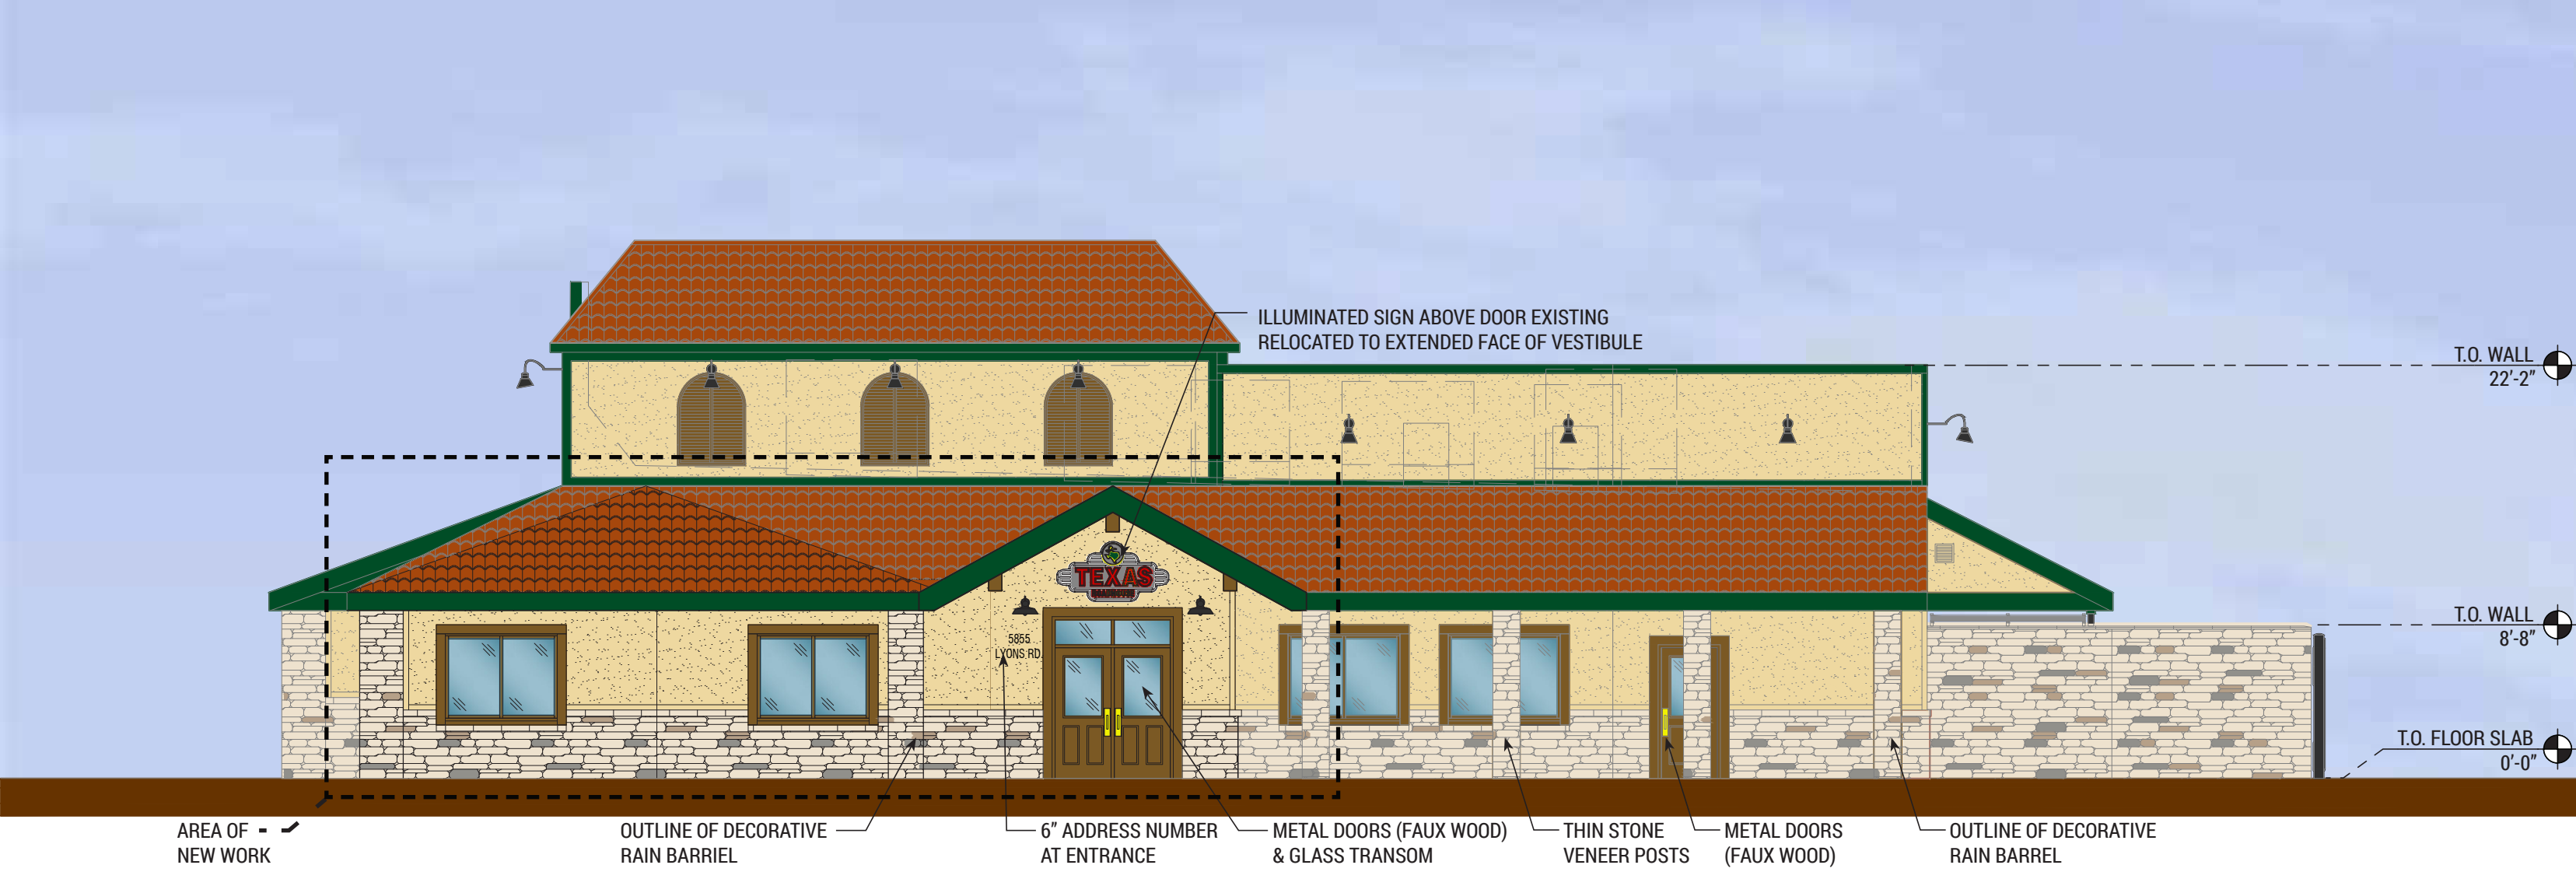 ILLUMINATED SIGN ABOVE DOOR EXISTING
RELOCATED TO EXTENDED FACE OF VESTIBULE
T.O. WALL
22'-2"
TEXAS
5855
LYONS RD.
T.O. WALL
8'-8"
T.O. FLOOR SLAB
0'-0"
AREA OF
NEW WORK
OUTLINE OF DECORATIVE
RAIN BARRIEL
6" ADDRESS NUMBER
AT ENTRANCE
METAL DOORS (FAUX WOOD)
& GLASS TRANSOM
THIN STONE
VENEER POSTS
METAL DOORS
(FAUX WOOD)
OUTLINE OF DECORATIVE
RAIN BARREL